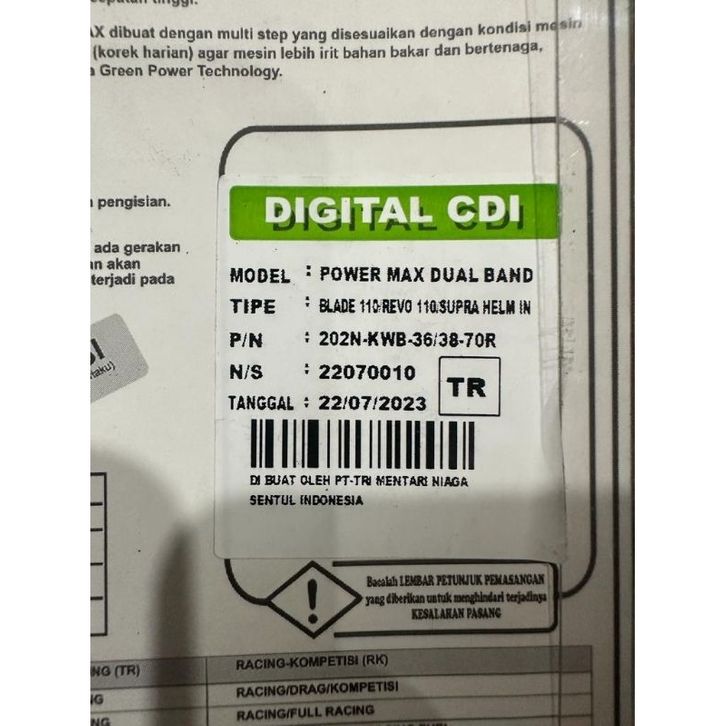 tinggi.
AX dibuat dengan multi step yang disesuaikan dengan kondisi mesin
(korek harian) agar mesin lebih irit bahan bakar dan bertenaga,
Green Power Technology.
pengisian.
ada gerakan
akan
terjadi pada
DIGITAL CDI
MODEL : POWER MAX DUAL BAND
TIPE : BLADE 110/REVO 110/SUPRA HELM IN
P/N : 202N-KWB-36/38-70R
N/S : 22070010
TR
TANGGAL : 22/07/2023
DI BUAT OLEH PT-TRI MENTARI NIAGA
SENTUL INDONESIA
!
Bacalah LEMBAR PETUNJUK PEMASANGAN
yang diberikan untuk menghindari terjadinya
KESALAHAN PASANG
NG (TR)
RACING-KOMPETISI (RK)
NG
RACING/DRAG/KOMPETISI
NG
RACING/FULL RACING